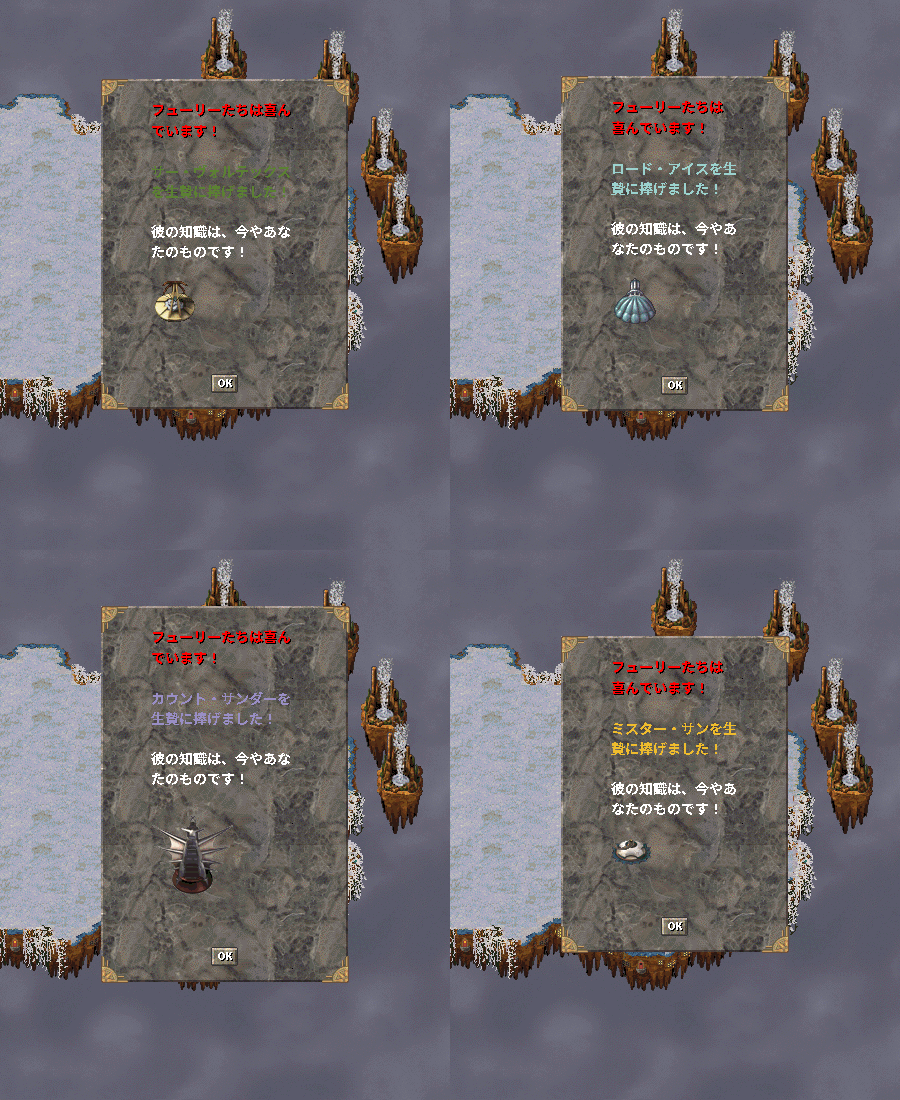 フューリーたちは喜ん
でいます！
サー・ヴォルテックス
を生贄に捧げました！
彼の知識は、今やあな
たのものです！
OK
フューリーたちは
喜んでいます！
ロード・アイスを生
贄に捧げました！
彼の知識は、今やあ
なたのものです！
OK
フューリーたちは喜ん
でいます！
カウント・サンダーを
生贄に捧げました！
彼の知識は、今やあな
たのものです！
OK
フューリーたちは
喜んでいます！
ミスター・サンを生
贄に捧げました！
彼の知識は、今やあ
なたのものです！
OK